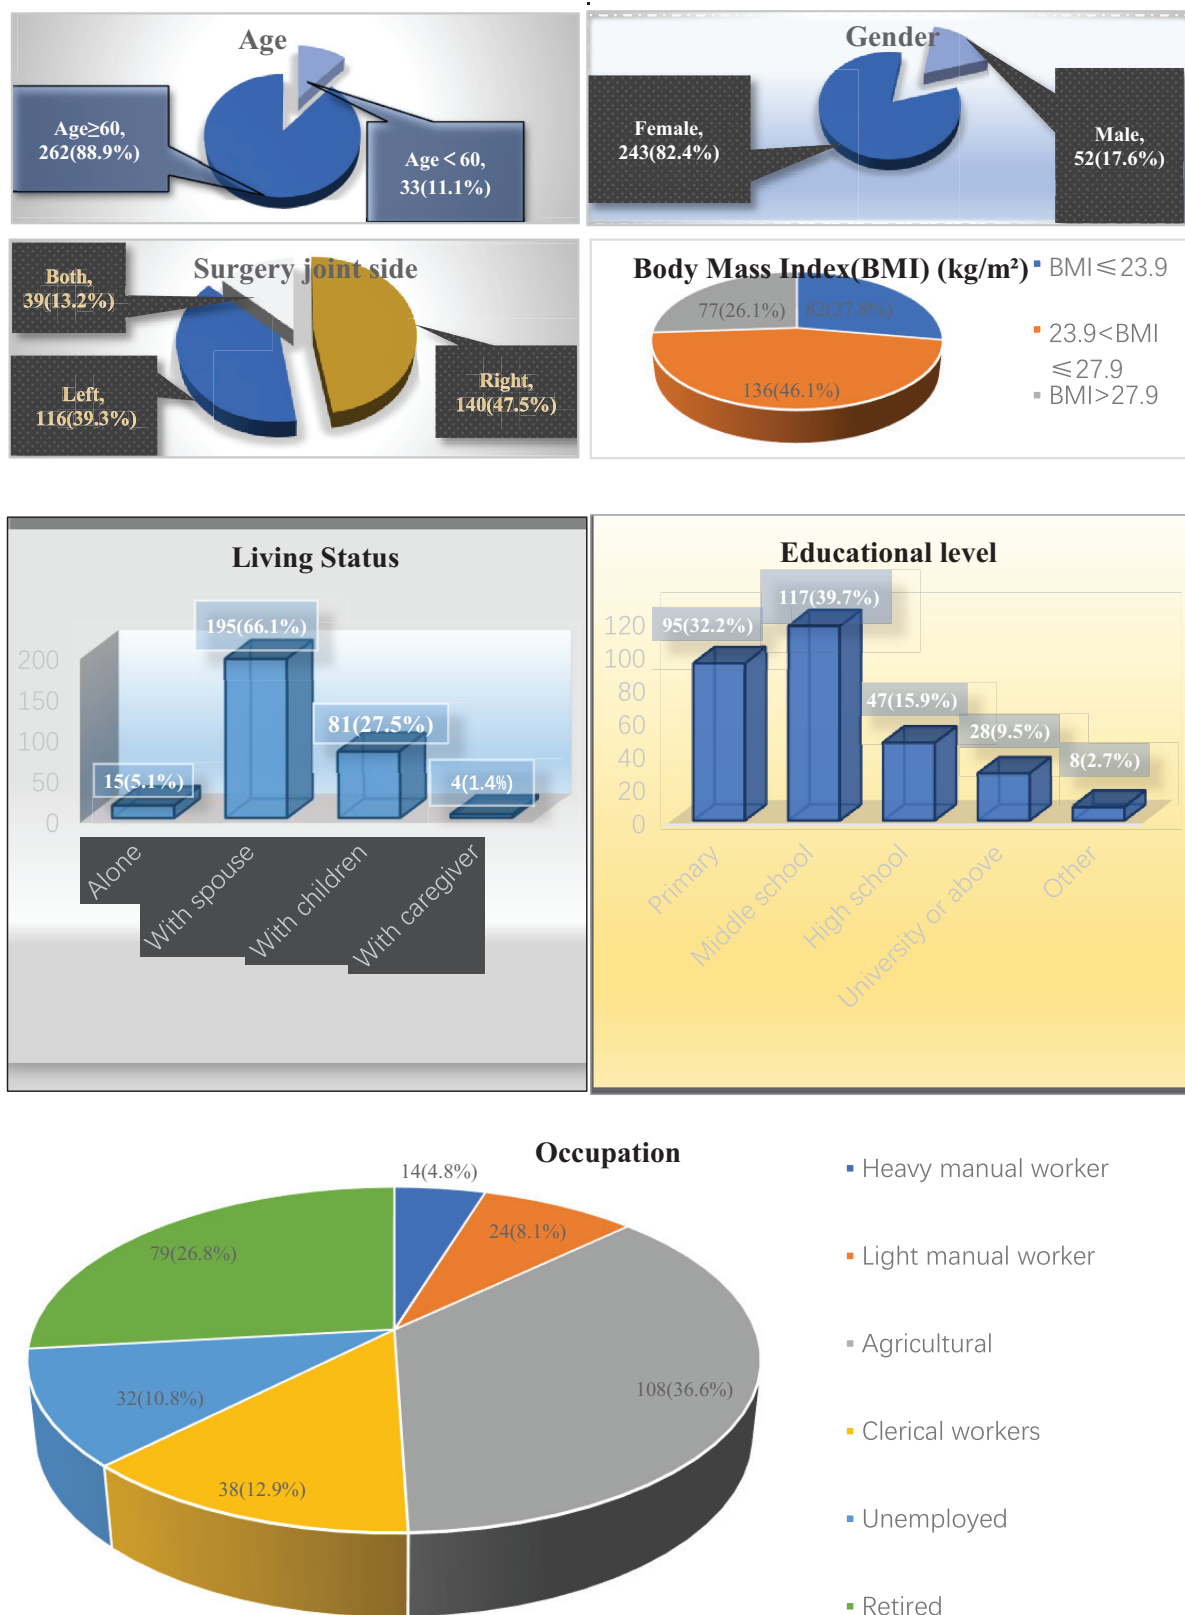 Age
Age≥60,
262(88.9%)
Age<60,
33(11.1%)
Gender
Female,
243(82.4%)
Male,
52(17.6%)
Surgery joint side
Both,
39(13.2%)
Left,
116(39.3%)
Right,
140(47.5%)
Body Mass Index(BMI) (kg/m²)
77(26.1%)
82(27.8%)
136(46.1%)
BMI≤23.9
23.9<BMI
≤27.9
BMI>27.9
Living Status
200
150
100
50
0
15(5.1%)
195(66.1%)
81(27.5%)
4(1.4%)
Alone
With spouse
With children
With caregiver
Educational level
120
100
80
60
40
20
0
95(32.2%)
117(39.7%)
47(15.9%)
28(9.5%)
8(2.7%)
Primary
Middle school
High school
University or above
Other
Occupation
14(4.8%)
24(8.1%)
108(36.6%)
38(12.9%)
32(10.8%)
79(26.8%)
Heavy manual worker
Light manual worker
Agricultural
Clerical workers
Unemployed
Retired